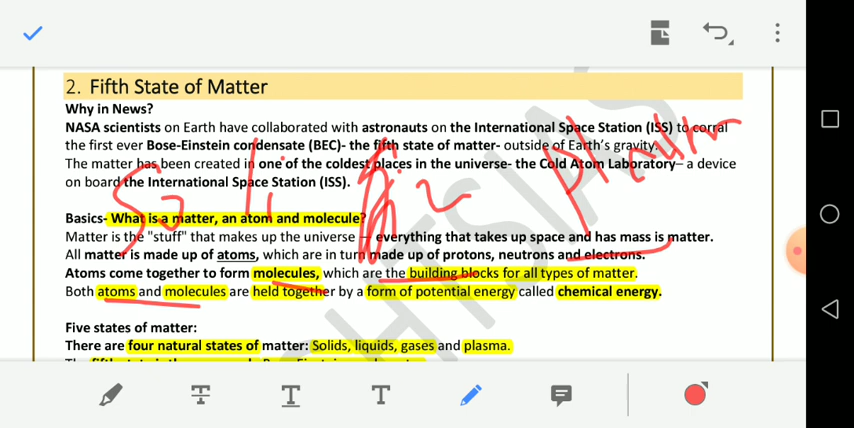 2. Fifth State of Matter
Why in News?
NASA scientists on Earth have collaborated with astronauts on the International Space Station (ISS) to corral
the first ever Bose-Einstein condensate (BEC)- the fifth state of matter- outside of Earth's gravity.
The matter has been created in one of the coldest places in the universe- the Cold Atom Laboratory– a device
on board the International Space Station (ISS).
Basics- What is a matter, an atom and molecule?
Matter is the "stuff" that makes up the universe — everything that takes up space and has mass is matter.
All matter is made up of atoms, which are in turn made up of protons, neutrons and electrons.
Atoms come together to form molecules, which are the building blocks for all types of matter.
Both atoms and molecules are held together by a form of potential energy called chemical energy.
Five states of matter:
There are four natural states of matter: Solids, liquids, gases and plasma.